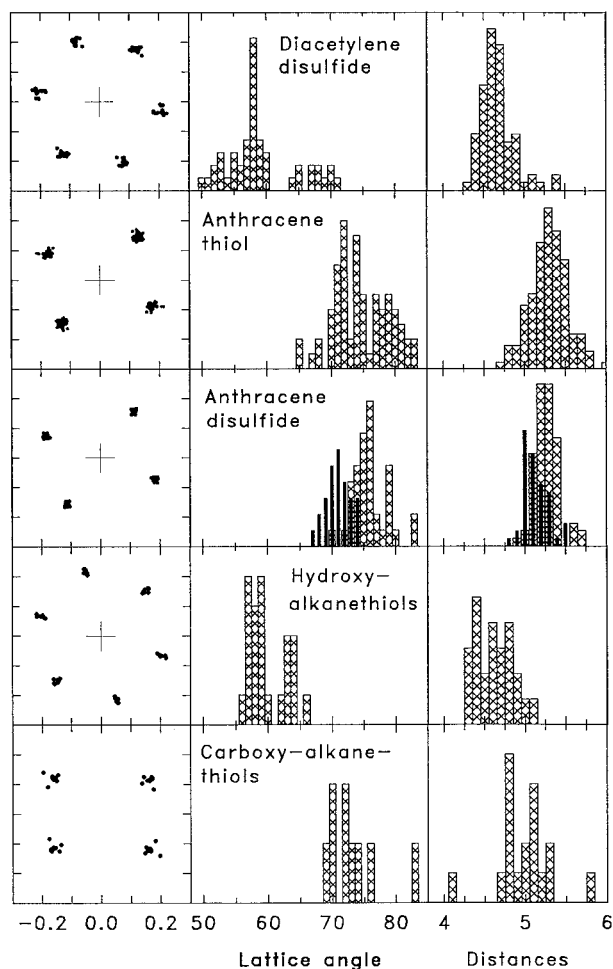 Diacetylene
disulfide
Anthracene
thiol
Anthracene
disulfide
Hydroxy-
alkanethiols
Carboxy-alkane-
thiols
-0.2 0.0 0.2 50 60 70 80 4 5 6
Lattice angle Distances